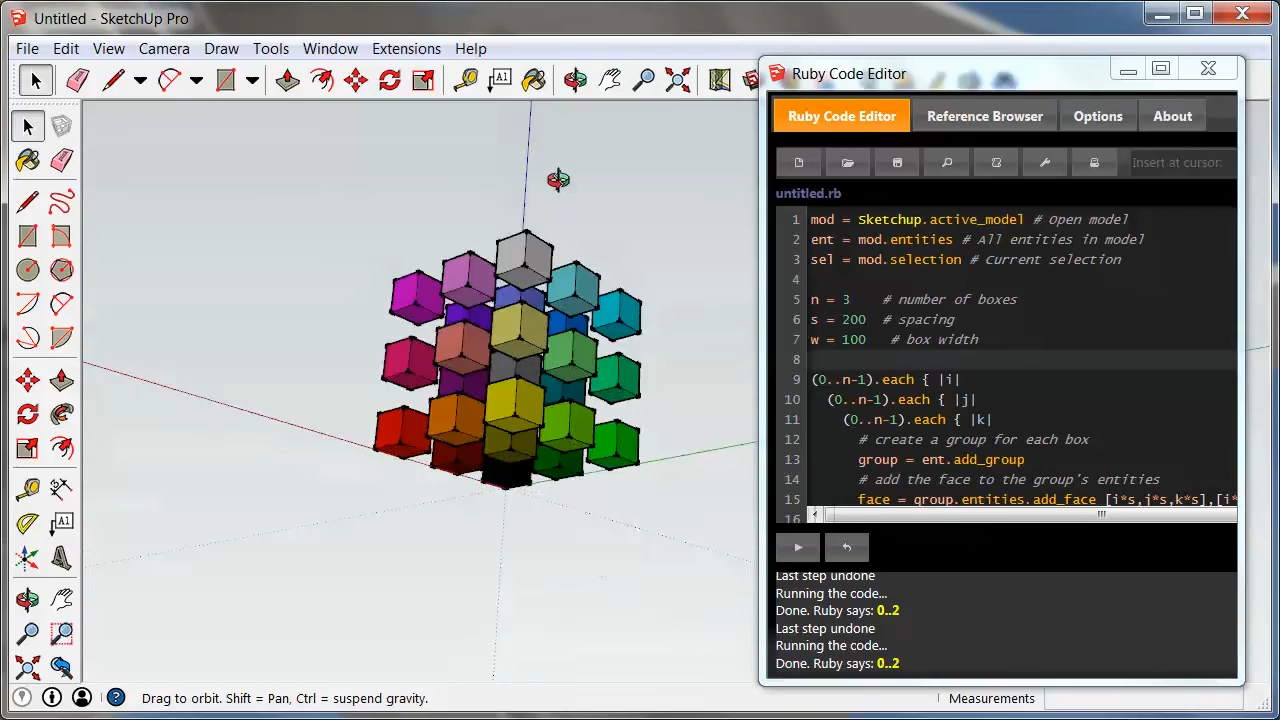 Untitled - SketchUp Pro
File Edit View Camera Draw Tools Window Extensions Help
A1
A1
Ruby Code Editor
Ruby Code Editor Reference Browser Options About
Insert at cursor:
untitled.rb
1 mod = Sketchup.active_model # Open model
2 ent = mod.entities # All entities in model
3 sel = mod.selection # Current selection
4
5 n = 3 # number of boxes
6 s = 200 # spacing
7 w = 100 # box width
8
9 (0..n-1).each { |i|
10 (0..n-1).each { |j|
11 (0..n-1).each { |k|
12 # create a group for each box
13 group = ent.add_group
14 # add the face to the group's entities
15 face = group.entities.add_face [i*s,j*s,k*s],[i*
16
Last step undone
Running the code...
Done. Ruby says: 0..2
Last step undone
Running the code...
Done. Ruby says: 0..2
Drag to orbit. Shift = Pan, Ctrl = suspend gravity.
Measurements